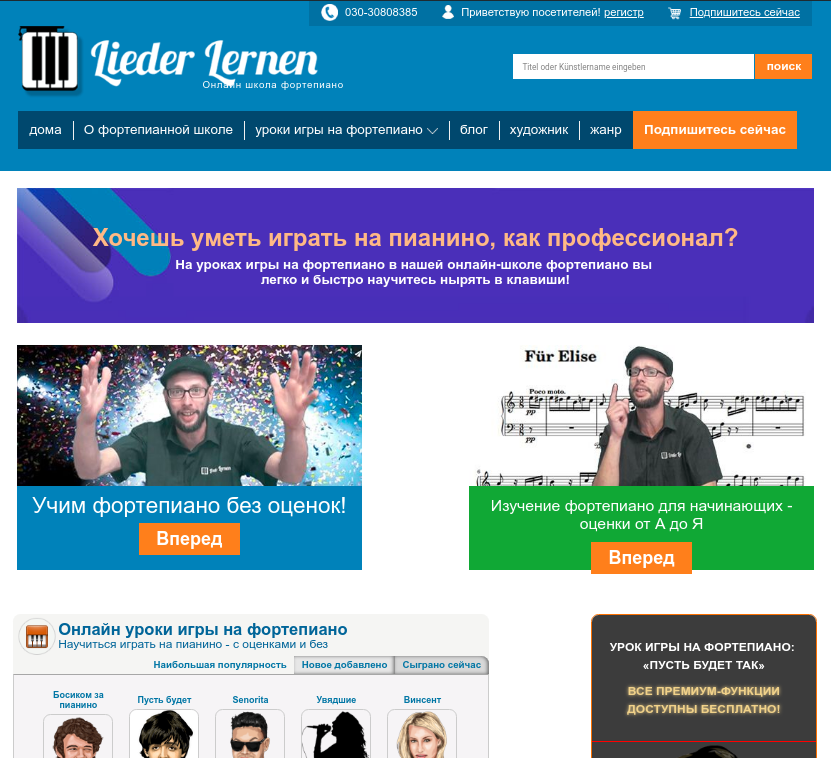 030-30808385
Приветствую посетителей! регистр
Подпишитесь сейчас
Lieder Lernen
Онлайн школа фортепиано
Titel oder Künstlername eingeben
поиск
дома
О фортепианной школе
уроки игры на фортепиано
блог
художник
жанр
Подпишитесь сейчас
Хочешь уметь играть на пианино, как профессионал?
На уроках игры на фортепиано в нашей онлайн-школе фортепиано вы
легко и быстро научитесь нырять в клавиши!
Für Elise
Poco moto.
pp
pp
6
Учим фортепиано без оценок!
Вперед
Изучение фортепиано для начинающих -
оценки от А до Я
Вперед
Онлайн уроки игры на фортепиано
Научиться играть на пианино - с оценками и без
Наибольшая популярность
Новое добавлено
Сыграно сейчас
Босиком за
пианино
Пусть будет
Senorita
Увядшие
Винсент
УРОК ИГРЫ НА ФОРТЕПИАНО:
«ПУСТЬ БУДЕТ ТАК»
ВСЕ ПРЕМИУМ-ФУНКЦИИ
ДОСТУПНЫ БЕСПЛАТНО!